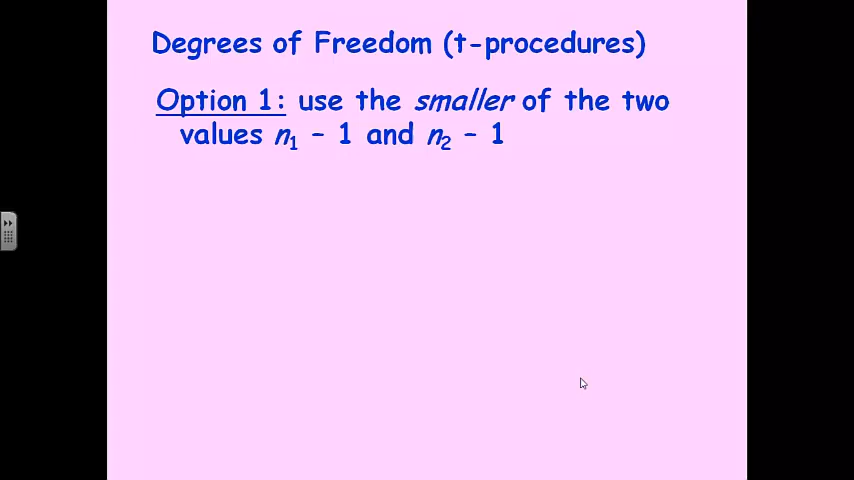 Degrees of Freedom (t-procedures)
Option 1: use the smaller of the two
values n₁ – 1 and n₂ – 1